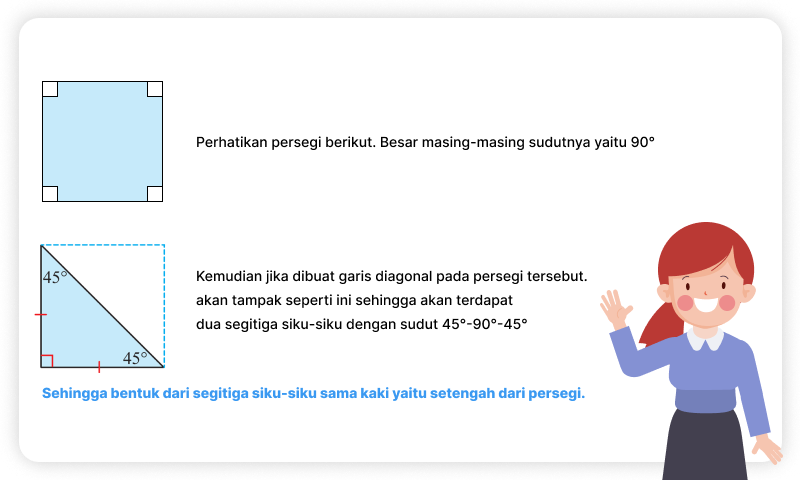 Perhatikan persegi berikut. Besar masing-masing sudutnya yaitu 90°
45°
Kemudian jika dibuat garis diagonal pada persegi tersebut.
akan tampak seperti ini sehingga akan terdapat
dua segitiga siku-siku dengan sudut 45°-90°-45°
45°
Sehingga bentuk dari segitiga siku-siku sama kaki yaitu setengah dari persegi.